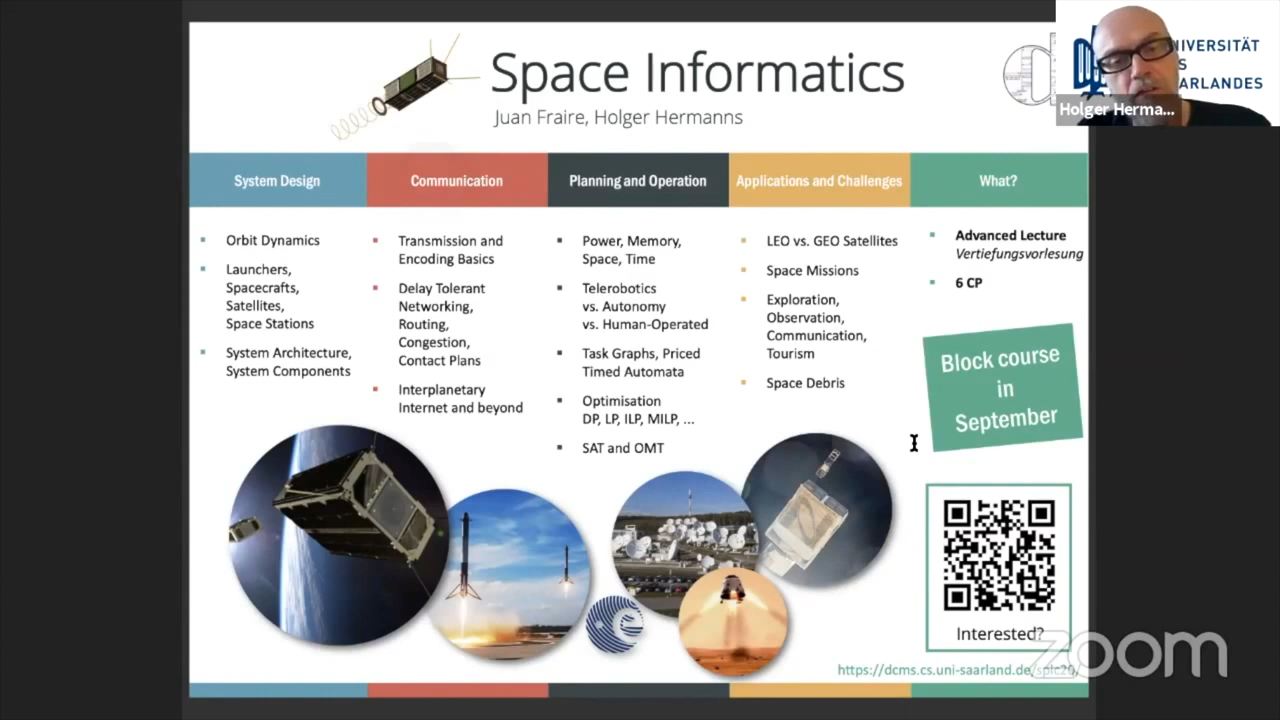 Space Informatics
Juan Fraire, Holger Hermanns
NIVERSITÄT
ARLANDES
Holger Herma...
System Design
Communication
Planning and Operation
Applications and Challenges
What?
Orbit Dynamics
Launchers,
Spacecrafts,
Satellites,
Space Stations
System Architecture,
System Components
Transmission and
Encoding Basics
Delay Tolerant
Networking,
Routing,
Congestion,
Contact Plans
Interplanetary
Internet and beyond
Power, Memory,
Space, Time
Telerobotics
vs. Autonomy
vs. Human-Operated
Task Graphs, Priced
Timed Automata
Optimisation
DP, LP, ILP, MILP, ...
SAT and OMT
LEO vs. GEO Satellites
Space Missions
Exploration,
Observation,
Communication,
Tourism
Space Debris
Advanced Lecture
Vertiefungsvorlesung
6 CP
Block course
in
September
Interested?
https://dcms.cs.uni-saarland.de/spic20/
zoom